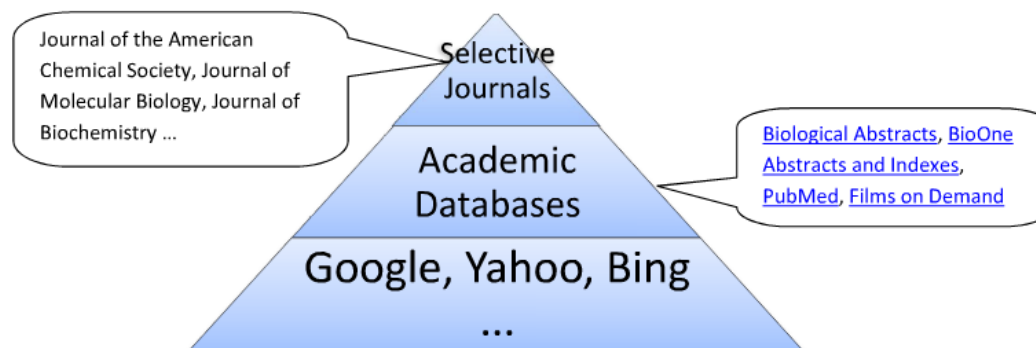 Journal of the American
Chemical Society, Journal of
Molecular Biology, Journal of
Biochemistry ...
Selective
Journals
Academic
Databases
Biological Abstracts, BioOne
Abstracts and Indexes,
PubMed, Films on Demand
Google, Yahoo, Bing
...